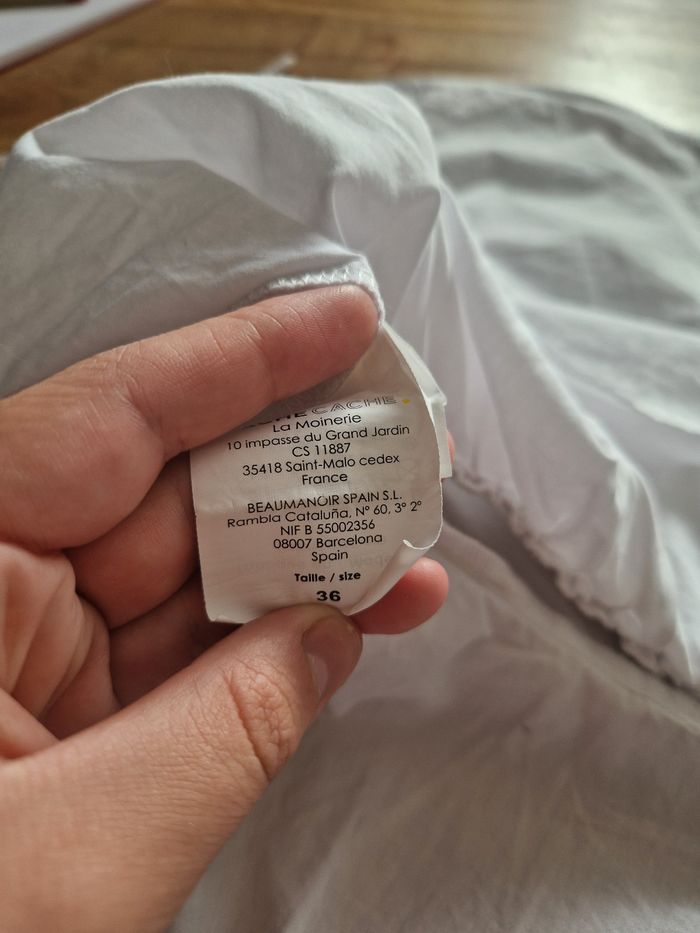 CACHE
La Moinerie
10 impasse du Grand Jardin
CS 11887
35418 Saint-Malo cedex
France
BEAUMANOIR SPAIN S.L.
Rambla Cataluña, Nº 60, 3º 2º
NIF B 55002356
08007 Barcelona
Spain
Taille / size
36